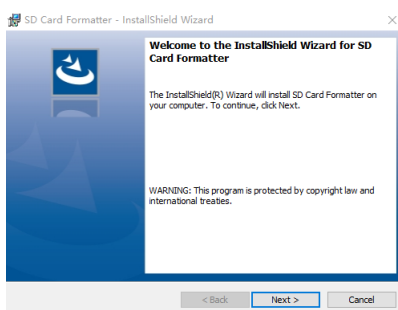 SD Card Formatter - InstallShield Wizard
Welcome to the InstallShield Wizard for SD
Card Formatter
The InstallShield(R) Wizard will install SD Card Formatter on
your computer. To continue, click Next.
WARNING: This program is protected by copyright law and
international treaties.
< Back Next > Cancel